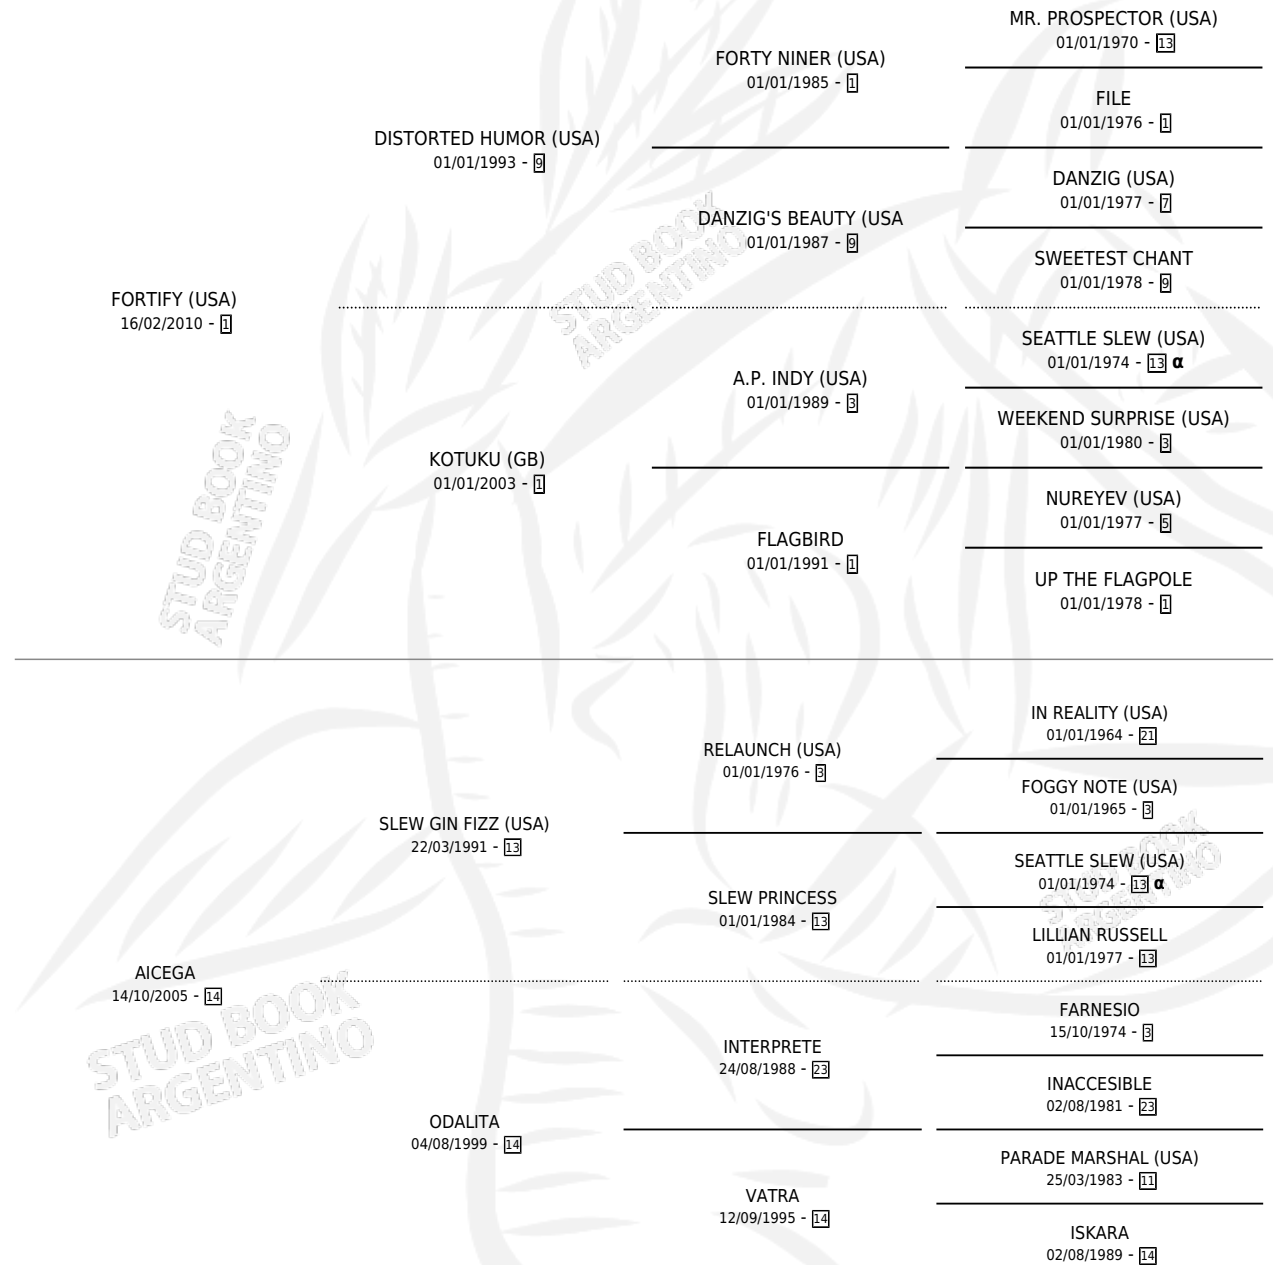 MR. PROSPECTOR (USA)
01/01/1970 - 13
FORTY NINER (USA)
01/01/1985 - 1
FILE
01/01/1976 - 1
DISTORTED HUMOR (USA)
01/01/1993 - 9
DANZIG (USA)
01/01/1977 - 7
DANZIG'S BEAUTY (USA
01/01/1987 - 9
SWEETEST CHANT
01/01/1978 - 9
STUD BOOK
ARGENTINO
FORTIFY (USA)
16/02/2010 - 1
SEATTLE SLEW (USA)
01/01/1974 - 13 α
A.P. INDY (USA)
01/01/1989 - 3
WEEKEND SURPRISE (USA)
01/01/1980 - 3
KOTUKU (GB)
01/01/2003 - 1
NUREYEV (USA)
01/01/1977 - 5
FLAGBIRD
01/01/1991 - 1
UP THE FLAGPOLE
01/01/1978 - 1
STUD BOOK
ARGENTINO
IN REALITY (USA)
01/01/1964 - 21
RELAUNCH (USA)
01/01/1976 - 3
FOGGY NOTE (USA)
01/01/1965 - 3
SLEW GIN FIZZ (USA)
22/03/1991 - 13
SEATTLE SLEW (USA)
01/01/1974 - 13 α
SLEW PRINCESS
01/01/1984 - 13
LILLIAN RUSSELL
01/01/1977 - 13
STUD BOOK
ARGENTINO
AICEGA
14/10/2005 - 14
FARNESIO
15/10/1974 - 3
INTERPRETE
24/08/1988 - 23
INACCESIBLE
02/08/1981 - 23
STUD BOOK
ARGENTINO
ODALITA
04/08/1999 - 14
PARADE MARSHAL (USA)
25/03/1983 - 11
VATRA
12/09/1995 - 14
ISKARA
02/08/1989 - 14